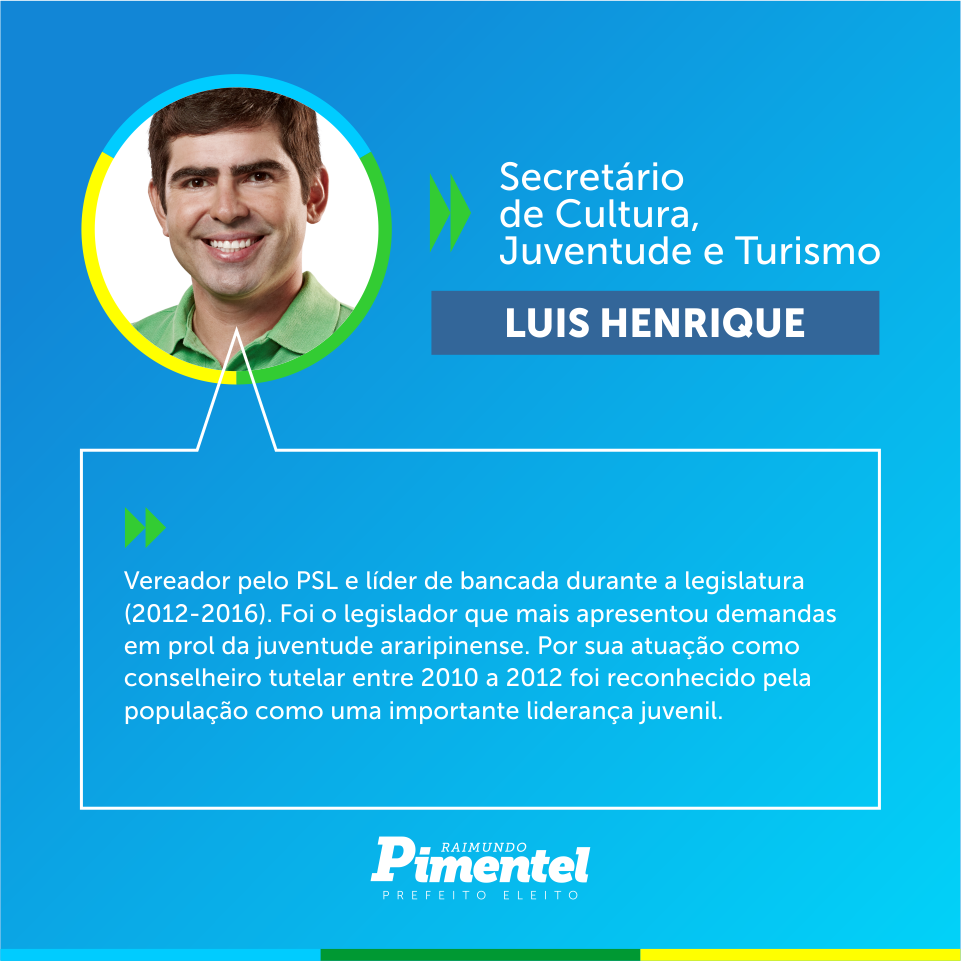 Secretário
de Cultura,
Juventude e Turismo
LUIS HENRIQUE
Vereador pelo PSL e líder de bancada durante a legislatura
(2012-2016). Foi o legislador que mais apresentou demandas
em prol da juventude araripinense. Por sua atuação como
conselheiro tutelar entre 2010 a 2012 foi reconhecido pela
população como uma importante liderança juvenil.
RAIMUNDO
Pimentel
PREFEITO ELEITO